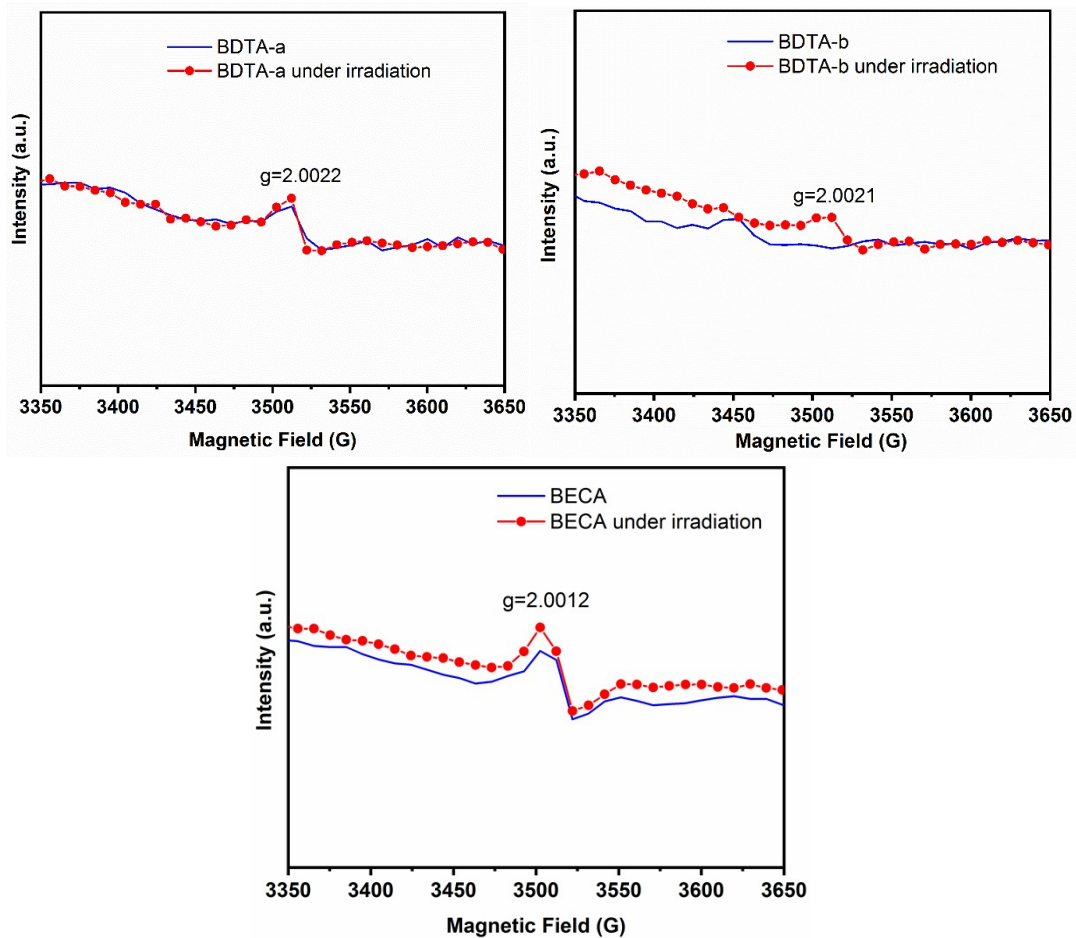 BDTA-a
BDTA-a under irradiation
g=2.0022
Intensity (a.u.)
3350 3400 3450 3500 3550 3600 3650
Magnetic Field (G)
BDTA-b
BDTA-b under irradiation
g=2.0021
Intensity (a.u.)
3350 3400 3450 3500 3550 3600 3650
Magnetic Field (G)
BECA
BECA under irradiation
g=2.0012
Intensity (a.u.)
3350 3400 3450 3500 3550 3600 3650
Magnetic Field (G)